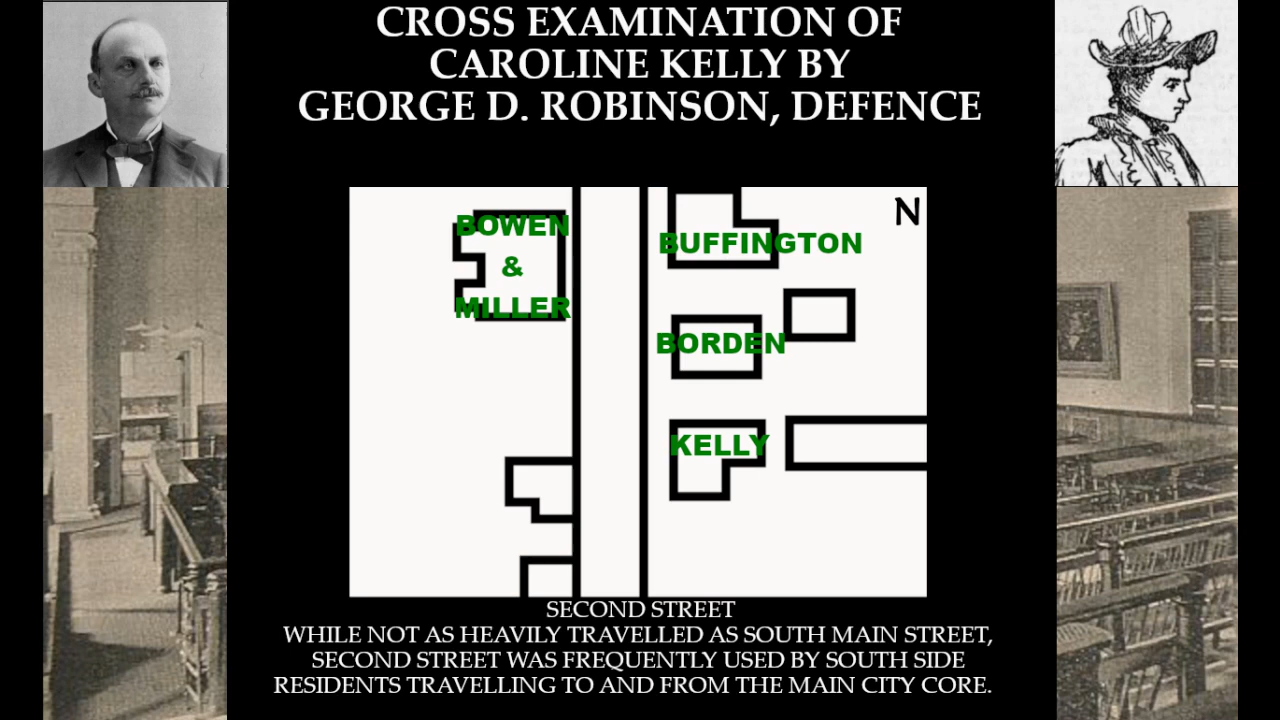 CROSS EXAMINATION OF
CAROLINE KELLY BY
GEORGE D. ROBINSON, DEFENCE
N
BOWEN
&
MILLER
BUFFINGTON
BORDEN
KELLY
SECOND STREET
WHILE NOT AS HEAVILY TRAVELLED AS SOUTH MAIN STREET,
SECOND STREET WAS FREQUENTLY USED BY SOUTH SIDE
RESIDENTS TRAVELLING TO AND FROM THE MAIN CITY CORE.